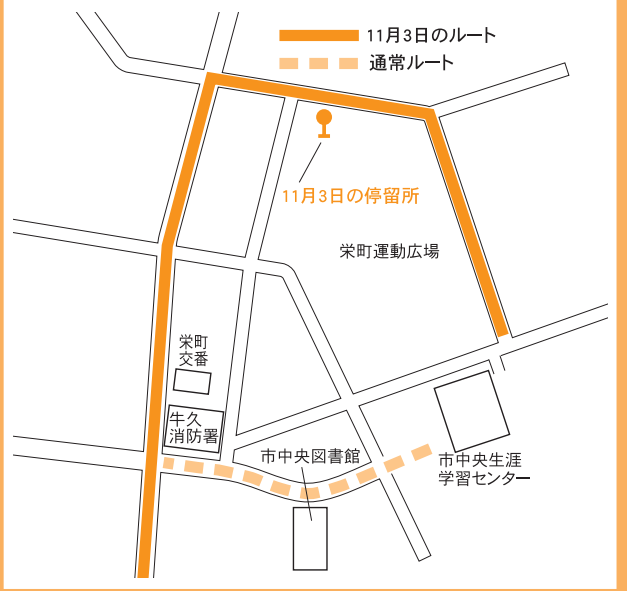 11月3日のルート
通常ルート
11月3日の停留所
栄町運動広場
栄町
交番
牛久
消防署
市中央図書館
市中央生涯
学習センター